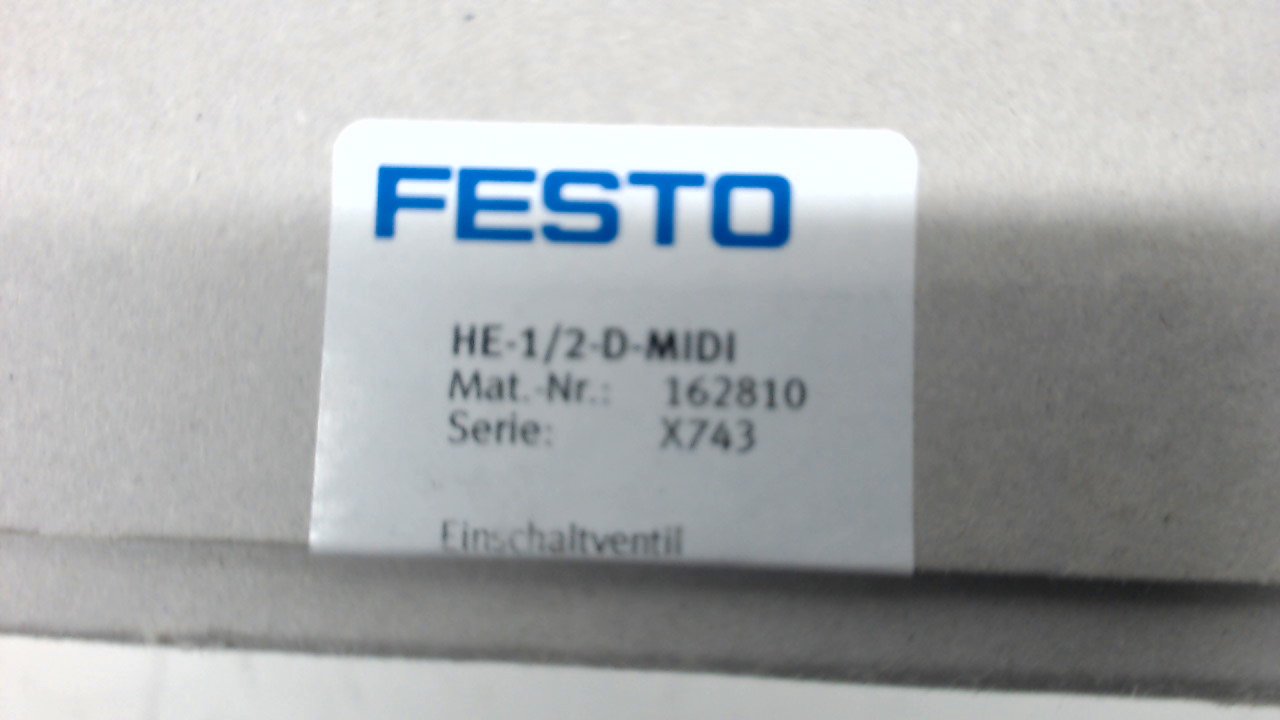 FESTO
HE-1/2-D-MIDI
Mat.-Nr.: 162810
Serie: X743
Einschaltventil